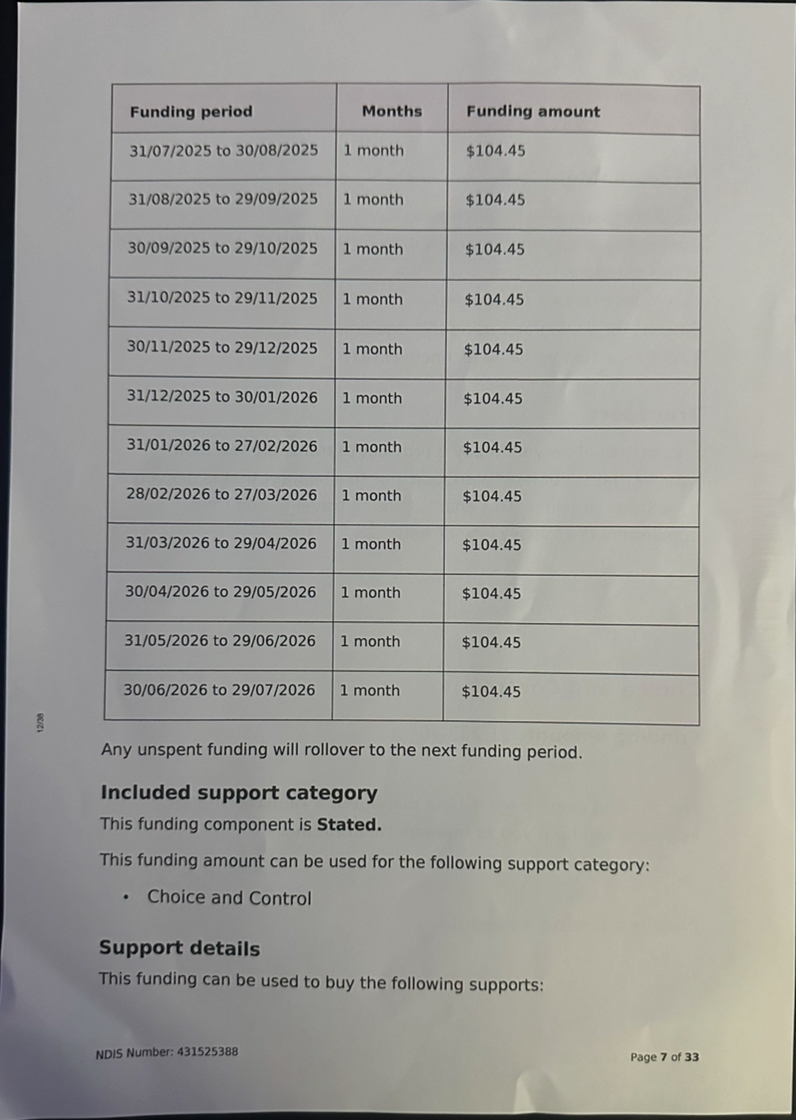 Funding period Months Funding amount
31/07/2025 to 30/08/2025 1 month $104.45
31/08/2025 to 29/09/2025 1 month $104.45
30/09/2025 to 29/10/2025 1 month $104.45
31/10/2025 to 29/11/2025 1 month $104.45
30/11/2025 to 29/12/2025 1 month $104.45
31/12/2025 to 30/01/2026 1 month $104.45
31/01/2026 to 27/02/2026 1 month $104.45
28/02/2026 to 27/03/2026 1 month $104.45
31/03/2026 to 29/04/2026 1 month $104.45
30/04/2026 to 29/05/2026 1 month $104.45
31/05/2026 to 29/06/2026 1 month $104.45
30/06/2026 to 29/07/2026 1 month $104.45
12/38
Any unspent funding will rollover to the next funding period.
Included support category
This funding component is Stated.
This funding amount can be used for the following support category:
• Choice and Control
Support details
This funding can be used to buy the following supports:
NDIS Number: 431525388 Page 7 of 33